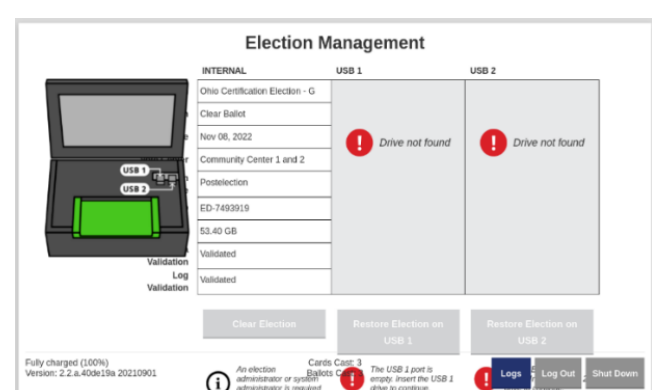 Election Management
INTERNAL USB 1 USB 2
Ohio Certification Election - G
Clear Ballot
Nov 08, 2022
Drive not found Drive not found
Community Center 1 and 2
USB 1
Postelection
USB 2
ED-7493919
53.40 GB
Validated
Validation
Log
Validation
Validated
Clear Election
Restore Election on
USB 1
Restore Election on
USB 2
Fully charged (100%)
Version: 2.2.a.40de19a 20210901
Cards Cast: 3
Ballots
An election
administrator or system
administrator is required
The USB 1 port is
empty. Insert the USB 1
drive to continue.
Logs Log Out Shut Down